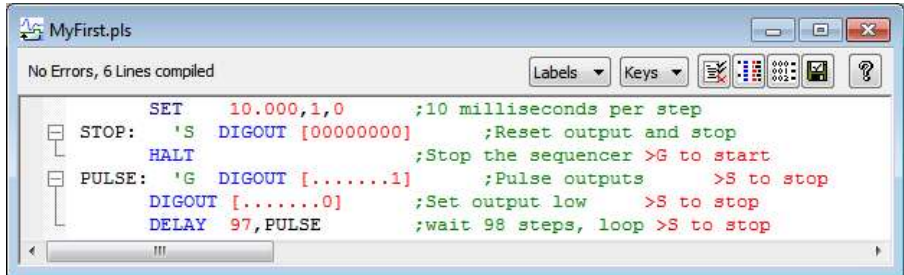 MyFirst.pls
No Errors, 6 Lines compiled Labels Keys ?
SET 10.000,1,0 ;10 milliseconds per step
STOP: 'S DIGOUT [00000000] ;Reset output and stop
HALT ;Stop the sequencer >G to start
PULSE: 'G DIGOUT [.......1] ;Pulse outputs >S to stop
DIGOUT [.......0] ;Set output low >S to stop
DELAY 97,PULSE ;wait 98 steps, loop >S to stop